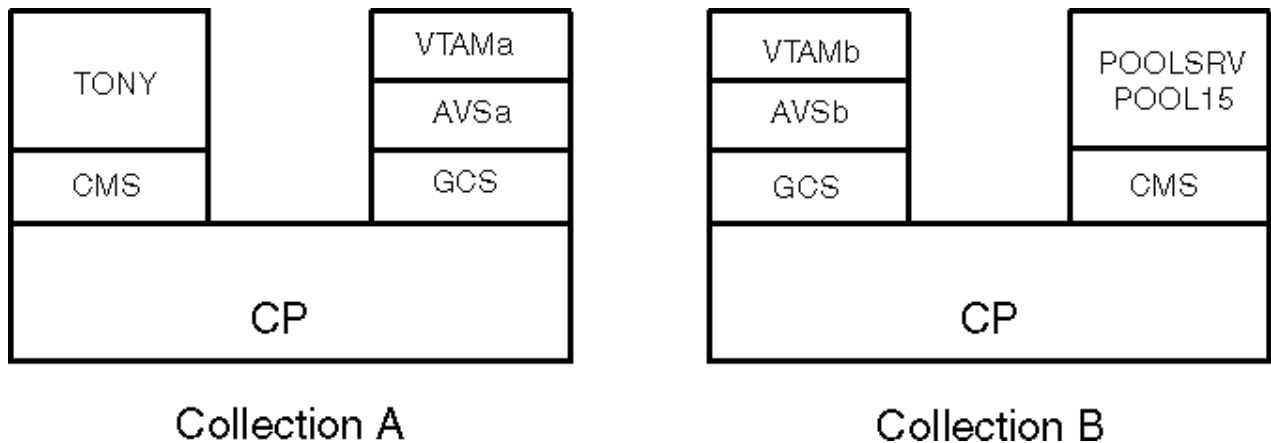 TONY
CMS
VTAMa
AVSa
GCS
CP
Collection A
VTAMb
AVSb
GCS
POOLSRV
POOL15
CMS
CP
Collection B